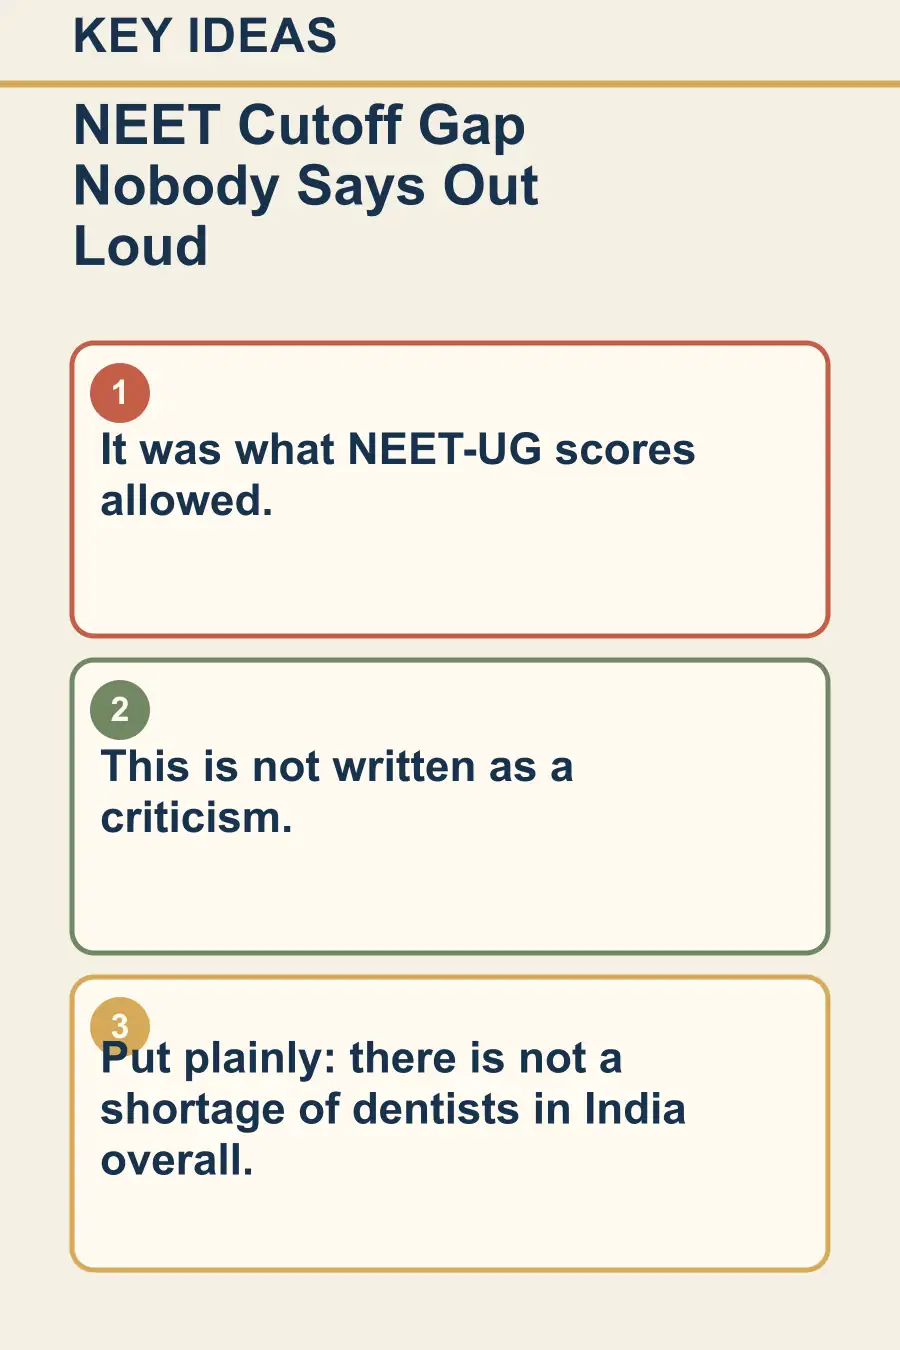 KEY IDEAS
NEET Cutoff Gap
Nobody Says Out
Loud
1
It was what NEET-UG scores
allowed.
2
This is not written as a
criticism.
3
Put plainly: there is not a
shortage of dentists in India
overall.